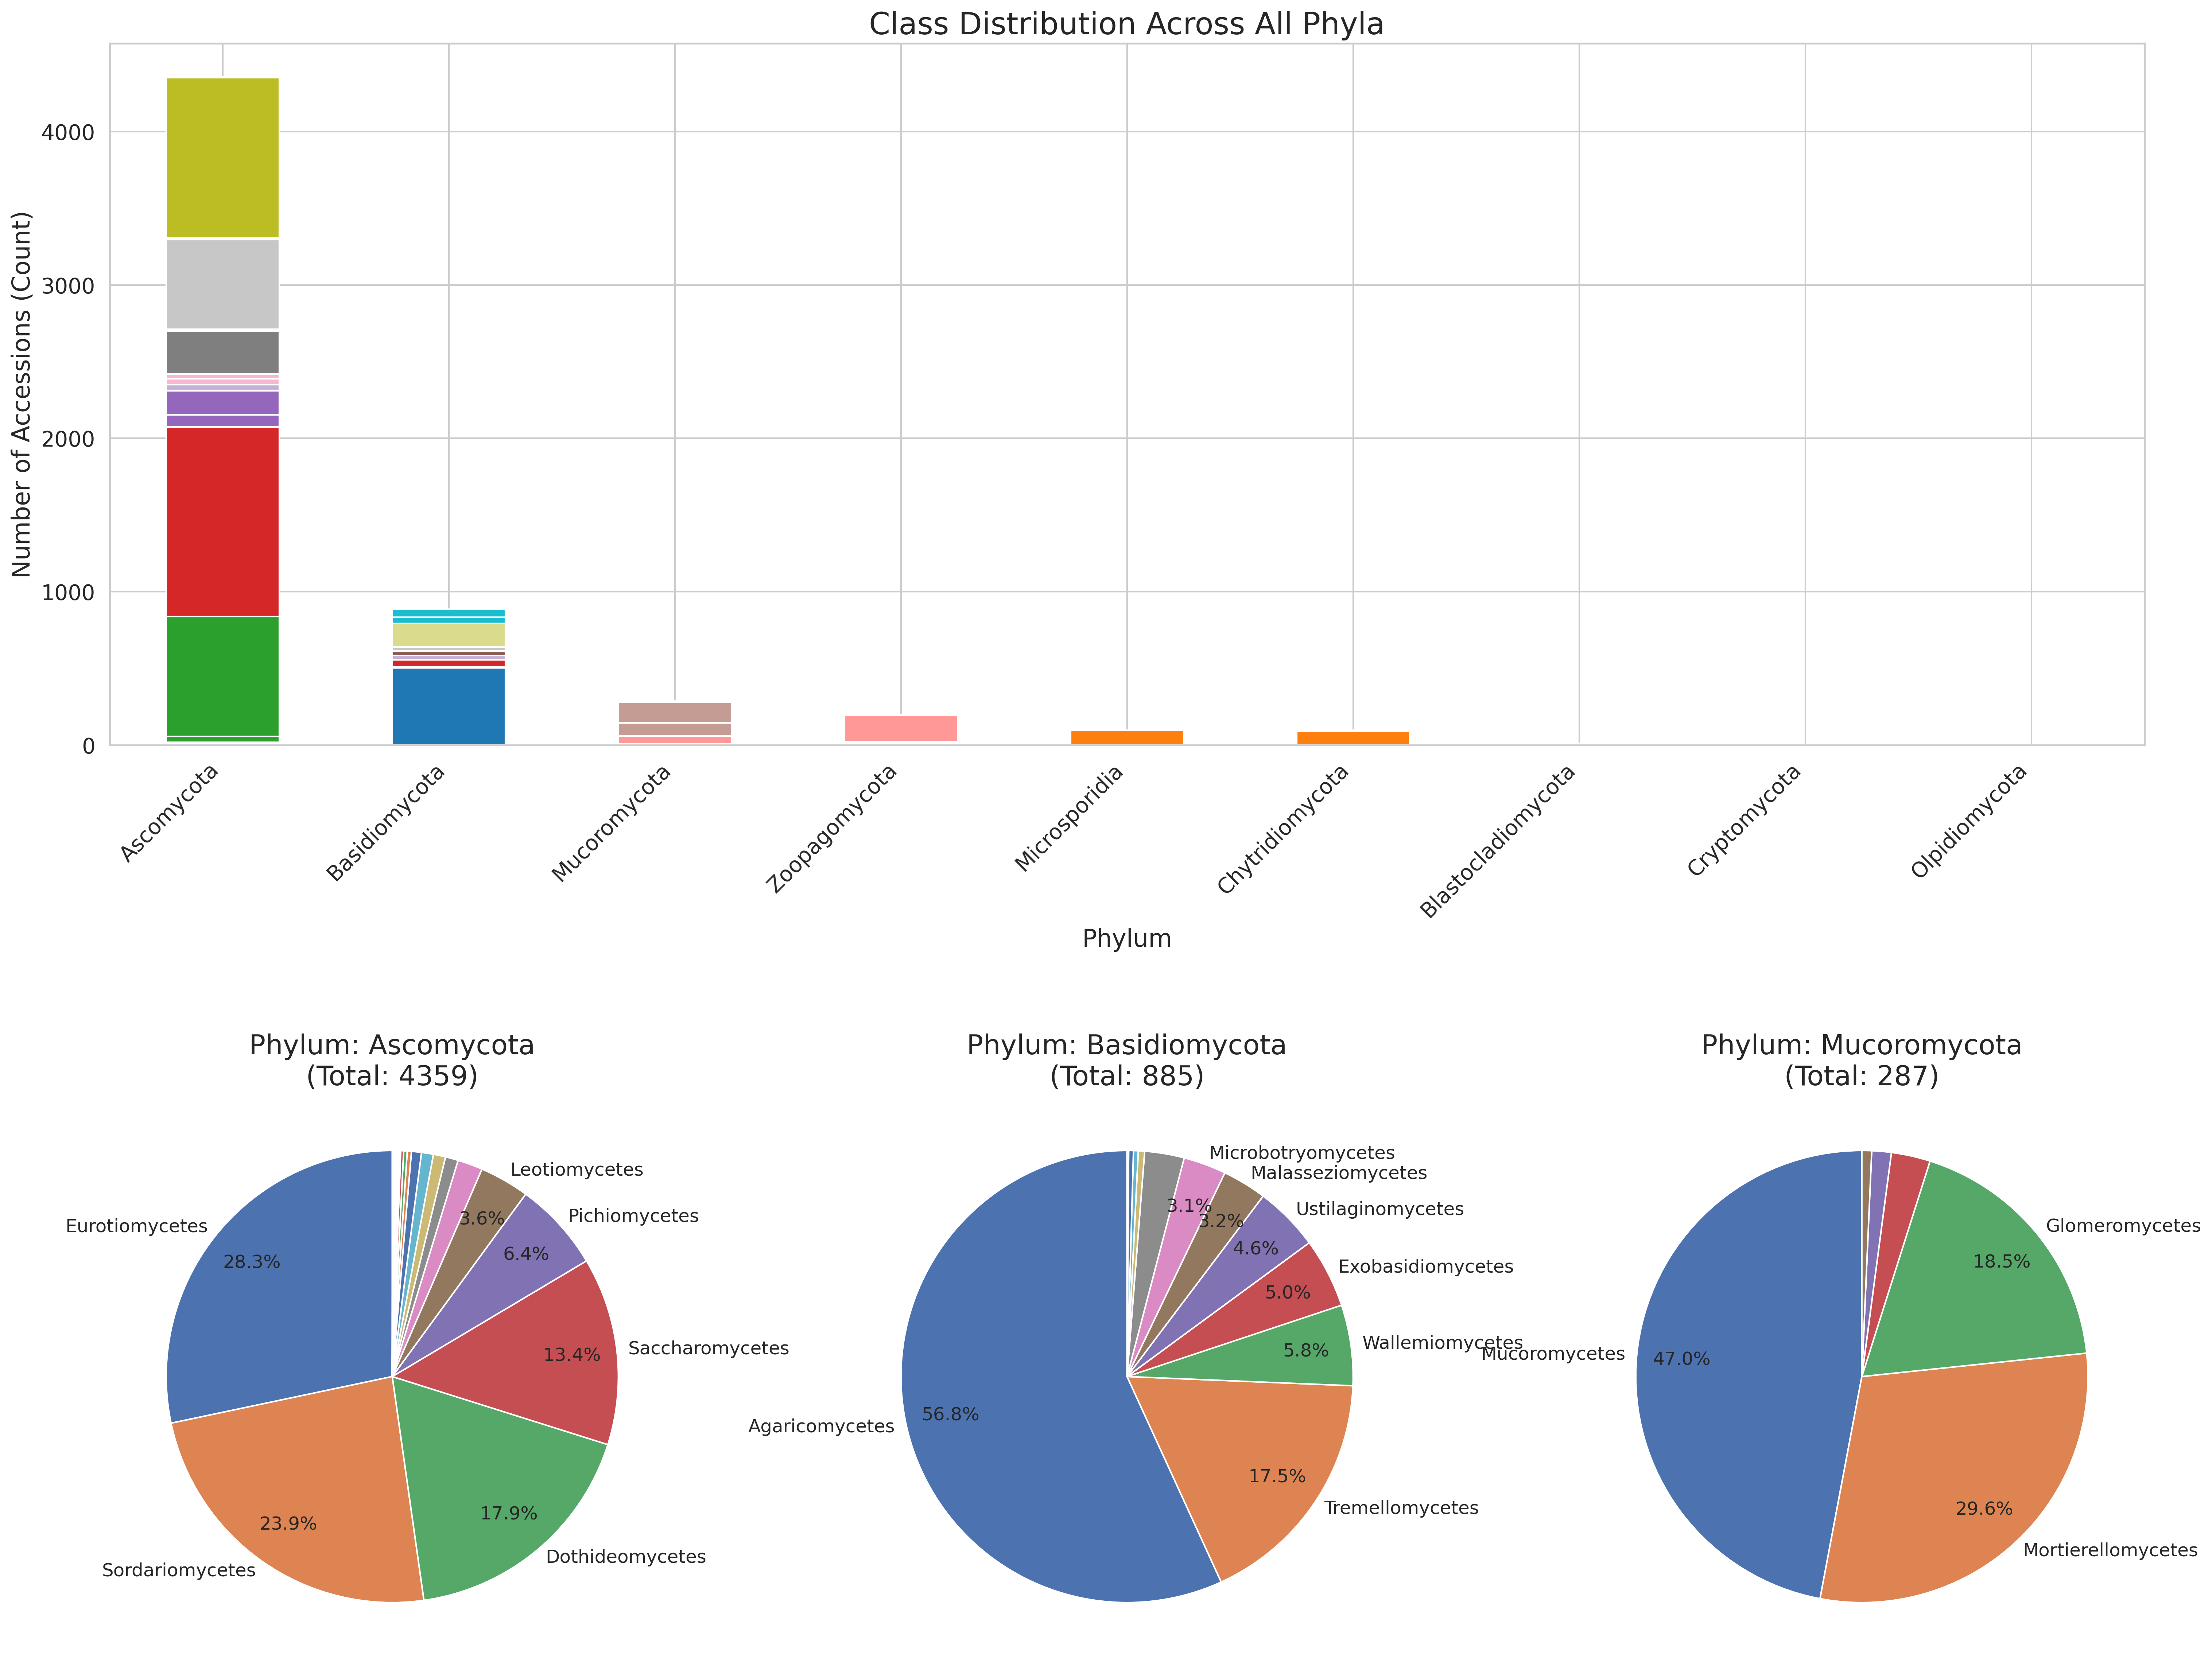 Class Distribution Across All Phyla
Number of Accessions (Count)
4000
3000
2000
1000
0
Ascomycota
Basidiomycota
Mucoromycota
Zoopagomycota
Microsporidia
Chytridiomycota
Blastocladiomycota
Cryptomycota
Olpidiomycota
Phylum
Phylum: Ascomycota
(Total: 4359)
Leotiomycetes
Pichiomycetes
Eurotiomycetes
3.6%
6.4%
28.3%
Saccharomycetes
13.4%
17.9%
23.9%
Dothideomycetes
Sordariomycetes
Phylum: Basidiomycota
(Total: 885)
Microbotryomycetes
Malasseziomycetes
3.1%
3.2%
Ustilaginomycetes
4.6%
Exobasidiomycetes
5.0%
Wallemiomycetes
5.8%
Agaricomycetes
56.8%
17.5%
Tremellomycetes
Phylum: Mucoromycota
(Total: 287)
Glomeromycetes
18.5%
Mucoromycetes
47.0%
29.6%
Mortierellomycetes